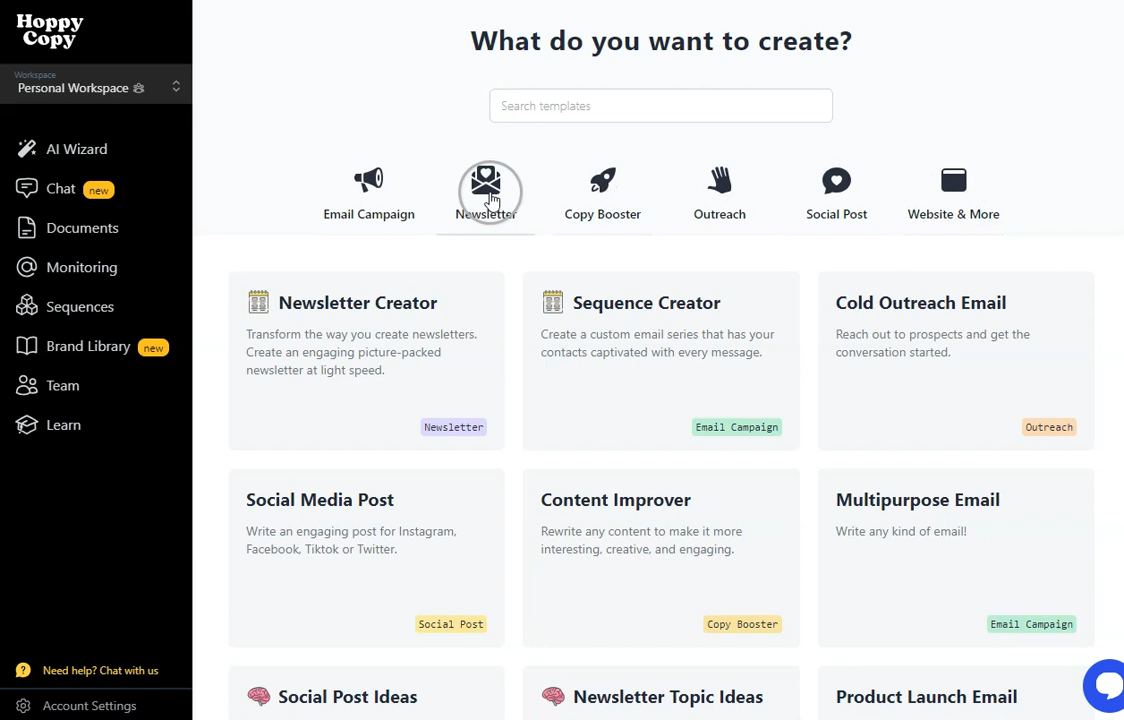 Hoppy
Copy
Workspace
Personal Workspace
AI Wizard
Chat new
Documents
Monitoring
Sequences
Brand Library new
Team
Learn
Need help? Chat with us
Account Settings
What do you want to create?
Search templates
Email Campaign
Newsletter
Copy Booster
Outreach
Social Post
Website & More
Newsletter Creator
Transform the way you create newsletters.
Create an engaging picture-packed
newsletter at light speed.
Newsletter
Sequence Creator
Create a custom email series that has your
contacts captivated with every message.
Email Campaign
Cold Outreach Email
Reach out to prospects and get the
conversation started.
Outreach
Social Media Post
Write an engaging post for Instagram,
Facebook, Tiktok or Twitter.
Social Post
Content Improver
Rewrite any content to make it more
interesting, creative, and engaging.
Copy Booster
Multipurpose Email
Write any kind of email!
Email Campaign
Social Post Ideas
Newsletter Topic Ideas
Product Launch Email